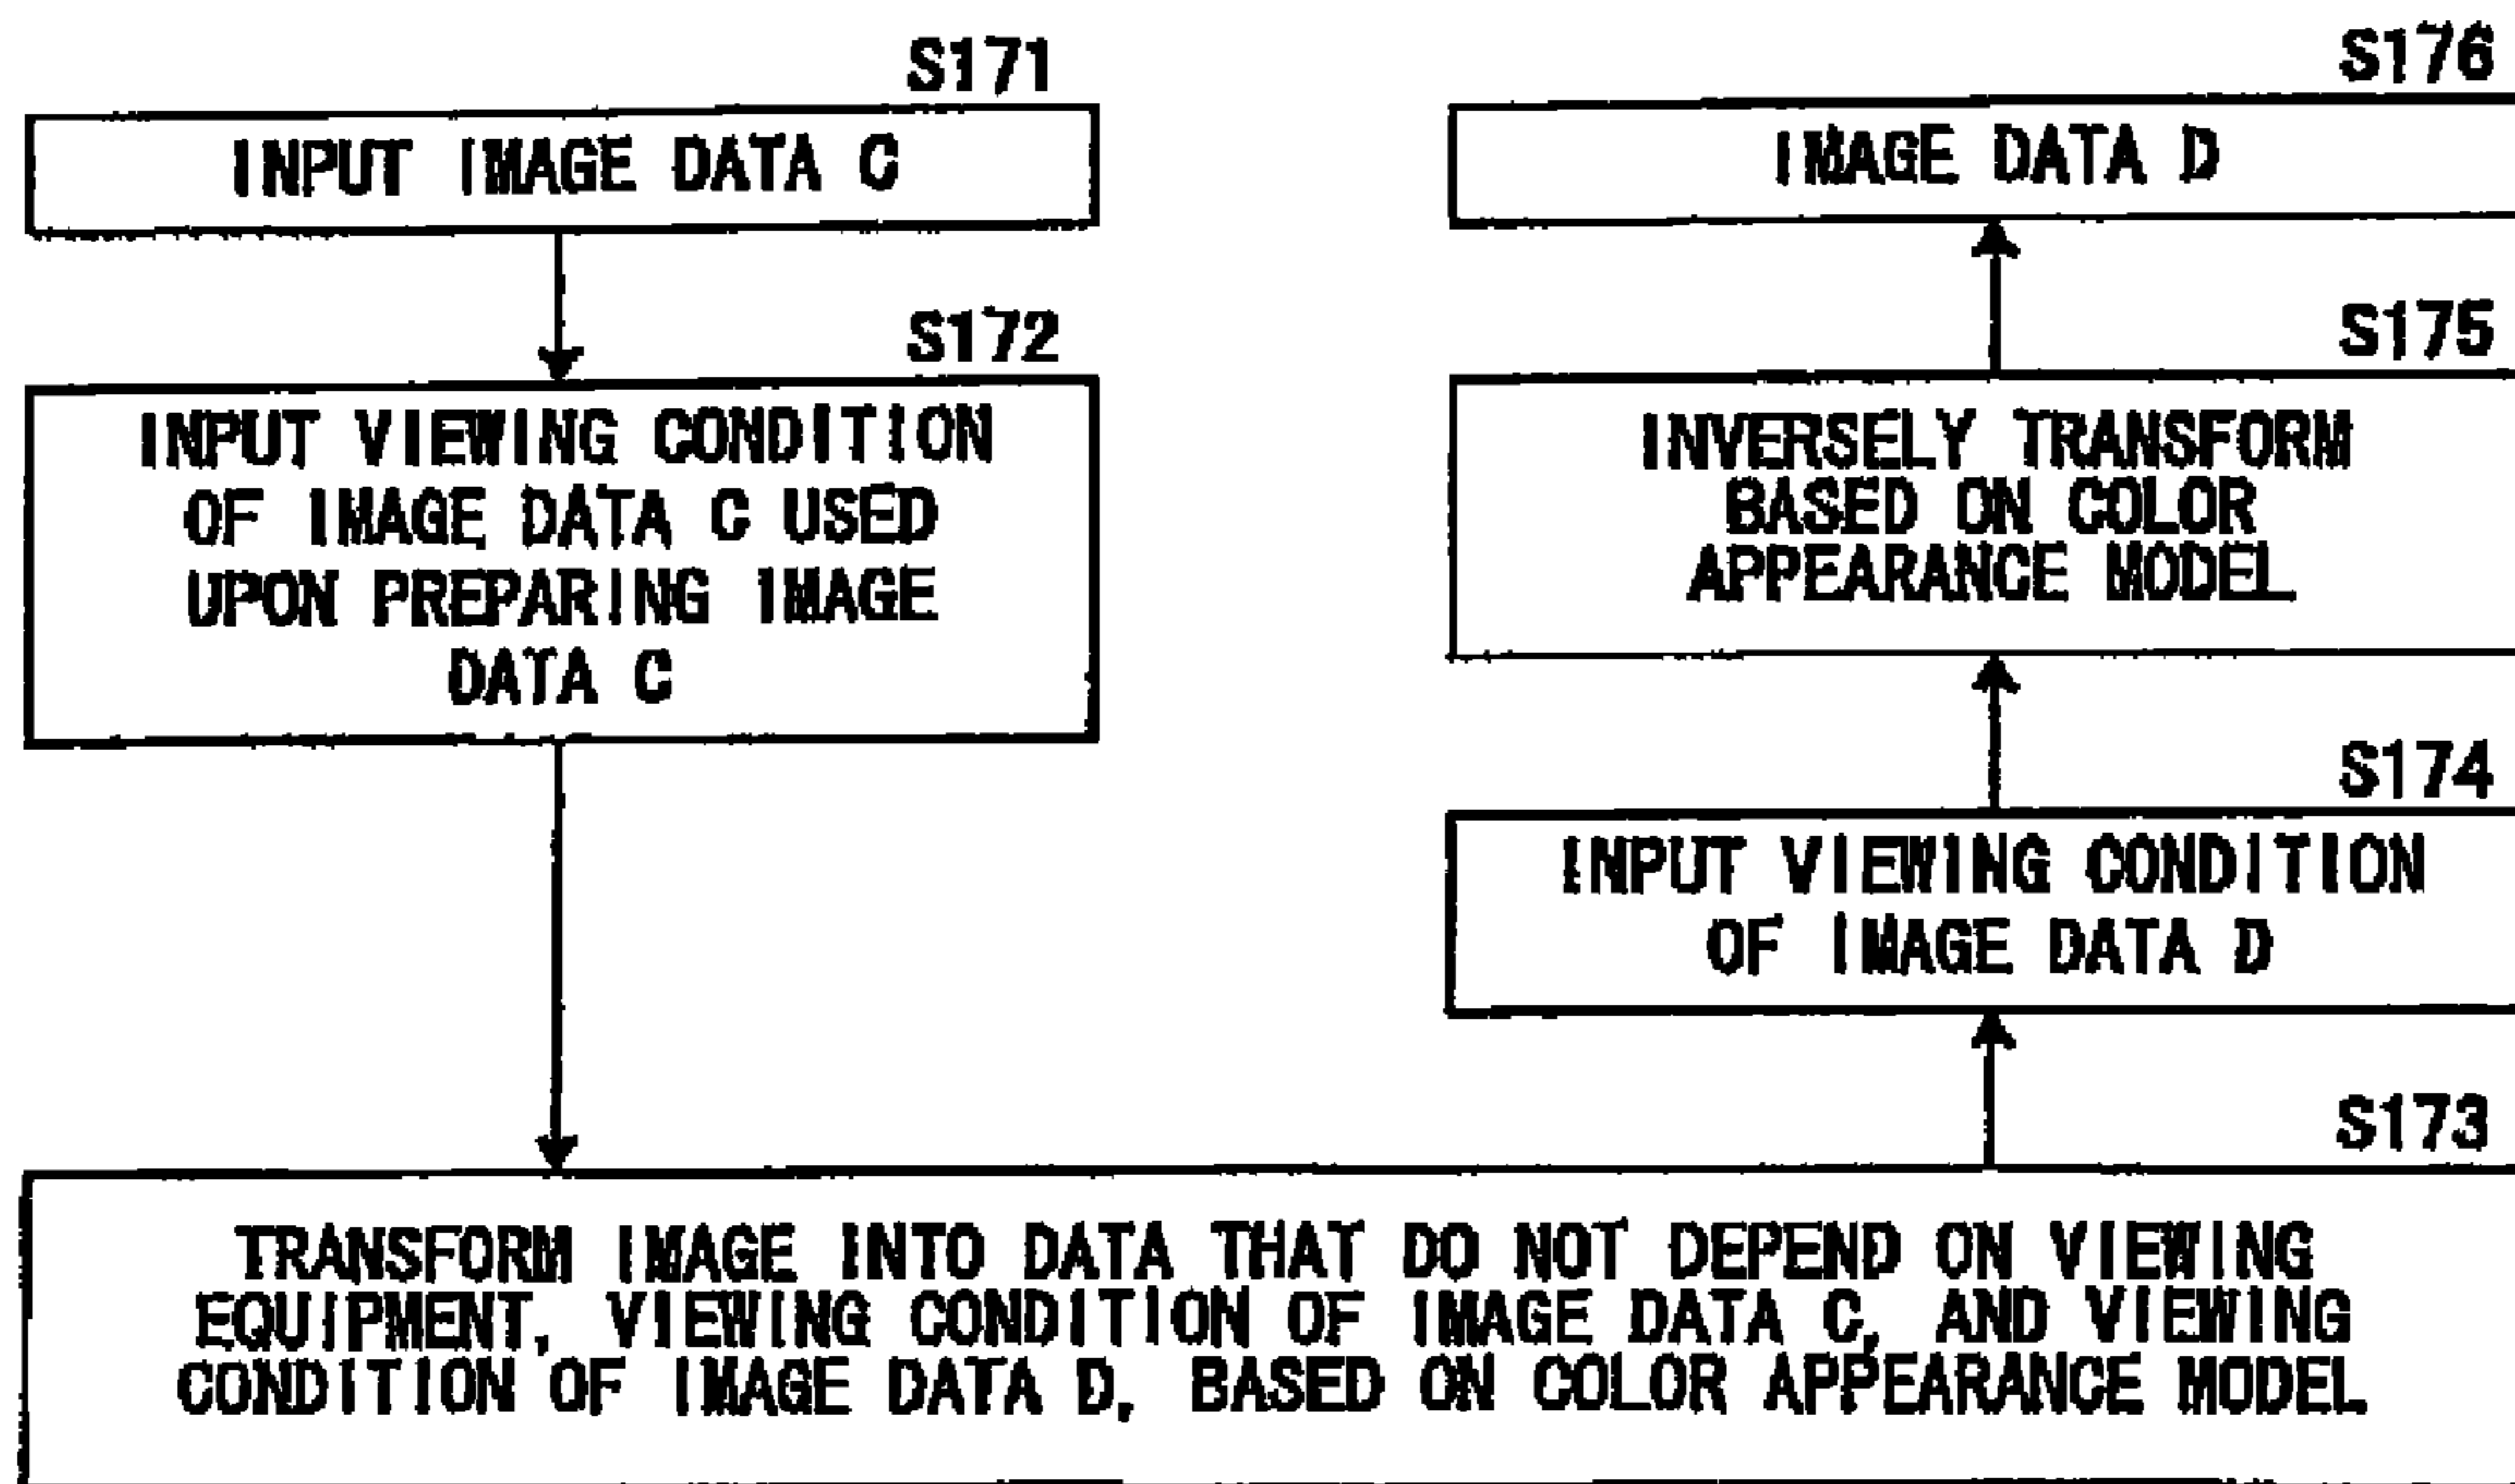 S171
INPUT IMAGE DATA C
S172
INPUT VIEWING CONDITION
OF IMAGE DATA C USED
UPON PREPARING IMAGE
DATA C
S176
IMAGE DATA D
S175
INVERSELY TRANSFORM
BASED ON COLOR
APPEARANCE MODEL
S174
INPUT VIEWING CONDITION
OF IMAGE DATA D
S173
TRANSFORM IMAGE INTO DATA THAT DO NOT DEPEND ON VIEWING
EQUIPMENT, VIEWING CONDITION OF IMAGE DATA C, AND VIEWING
CONDITION OF IMAGE DATA D, BASED ON COLOR APPEARANCE MODEL